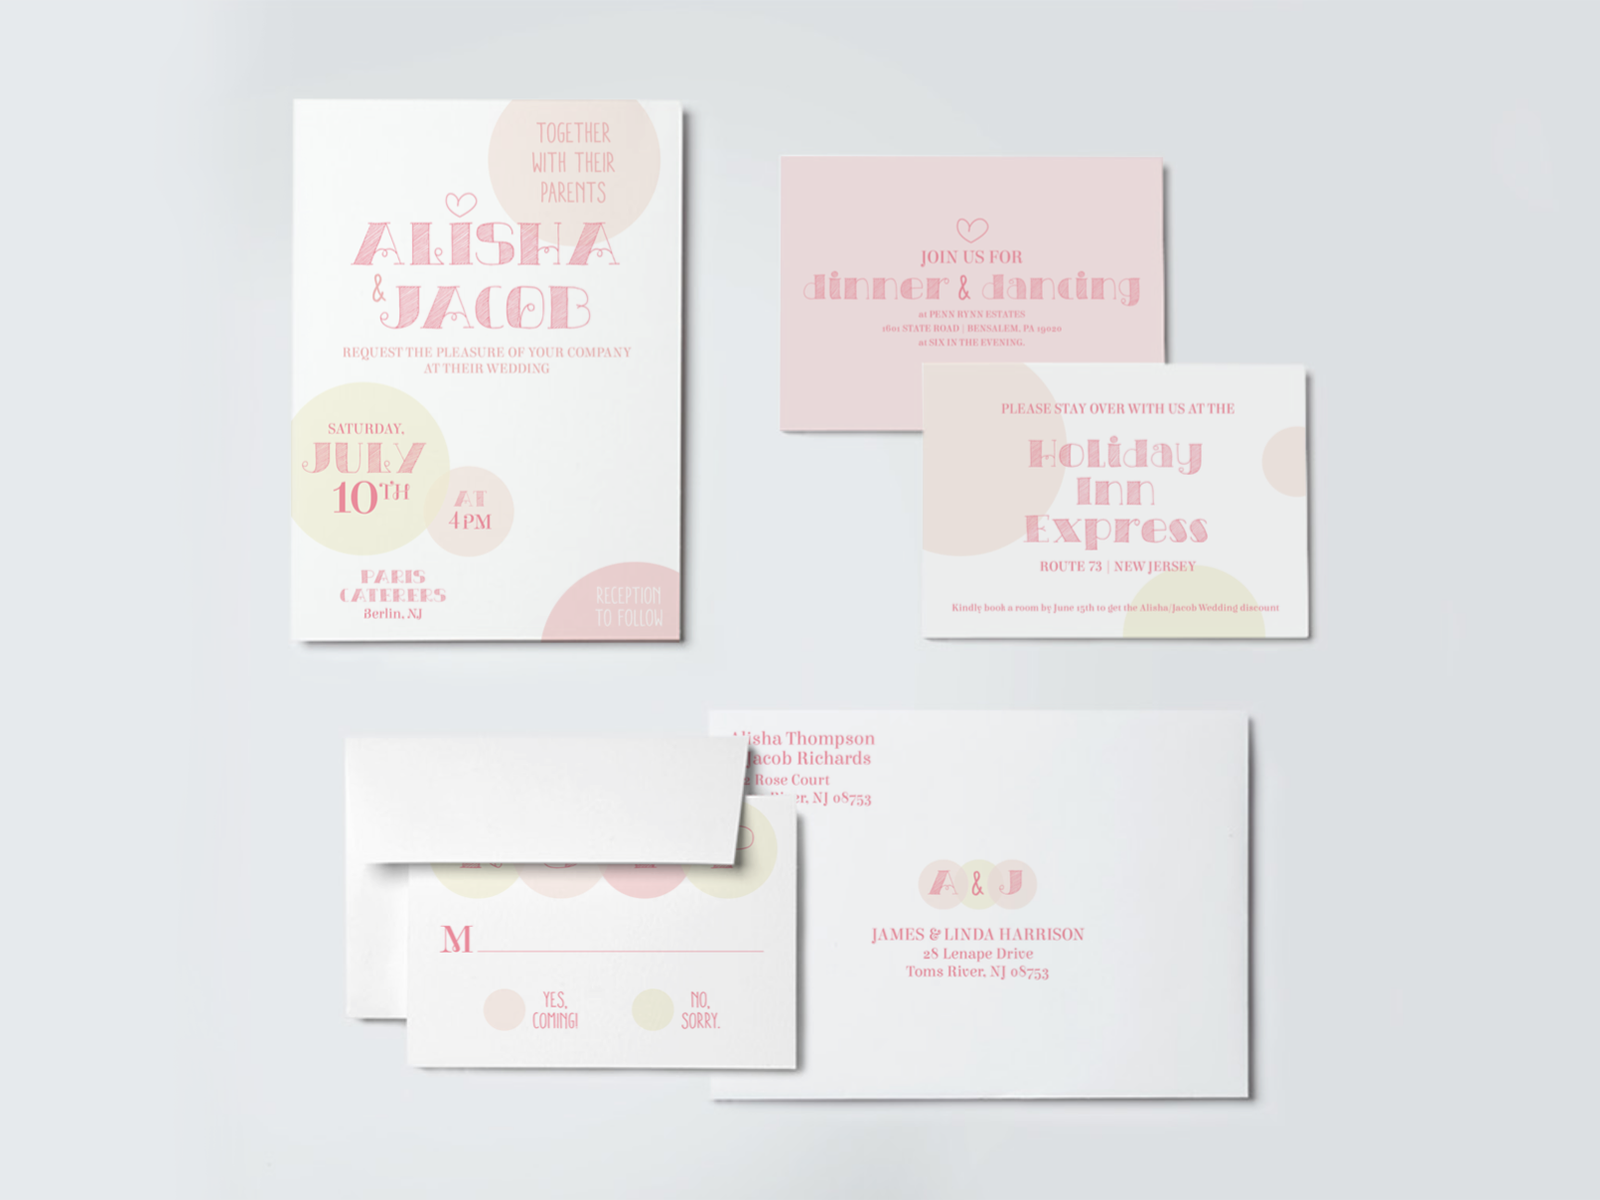 TOGETHER
WITH THEIR
PARENTS
ALISHA
& JACOB
REQUEST THE PLEASURE OF YOUR COMPANY
AT THEIR WEDDING
SATURDAY,
JULY
10TH
AT
4PM
PARIS
CATERERS
Berlin, NJ
RECEPTION
TO FOLLOW
JOIN US FOR
dinner & dancing
at PENN RYNN ESTATES
1601 STATE ROAD | BENSALEM, PA 19020
at SIX IN THE EVENING.
PLEASE STAY OVER WITH US AT THE
Holiday
Inn
Express
ROUTE 73 | NEW JERSEY
Kindly book a room by June 15th to get the Alisha/Jacob Wedding discount
Alisha Thompson
Jacob Richards
Rose Court
River, NJ 08753
A & J
JAMES & LINDA HARRISON
28 Lenape Drive
Toms River, NJ 08753
M
YES,
COMING!
NO,
SORRY.